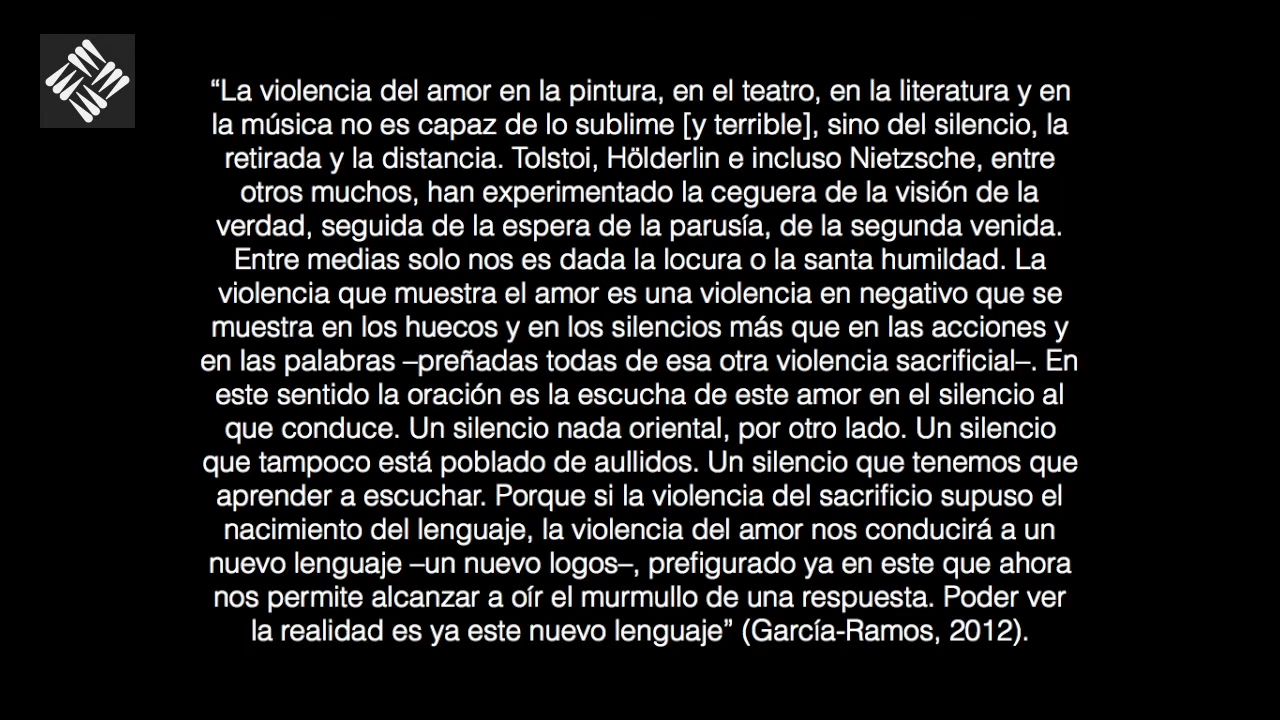 “La violencia del amor en la pintura, en el teatro, en la literatura y en
la música no es capaz de lo sublime [y terrible], sino del silencio, la
retirada y la distancia. Tolstoi, Hölderlin e incluso Nietzsche, entre
otros muchos, han experimentado la ceguera de la visión de la
verdad, seguida de la espera de la parusía, de la segunda venida.
Entre medias solo nos es dada la locura o la santa humildad. La
violencia que muestra el amor es una violencia en negativo que se
muestra en los huecos y en los silencios más que en las acciones y
en las palabras –preñadas todas de esa otra violencia sacrificial–. En
este sentido la oración es la escucha de este amor en el silencio al
que conduce. Un silencio nada oriental, por otro lado. Un silencio
que tampoco está poblado de aullidos. Un silencio que tenemos que
aprender a escuchar. Porque si la violencia del sacrificio supuso el
nacimiento del lenguaje, la violencia del amor nos conducirá a un
nuevo lenguaje –un nuevo logos–, prefigurado ya en este que ahora
nos permite alcanzar a oír el murmullo de una respuesta. Poder ver
la realidad es ya este nuevo lenguaje” (García-Ramos, 2012).